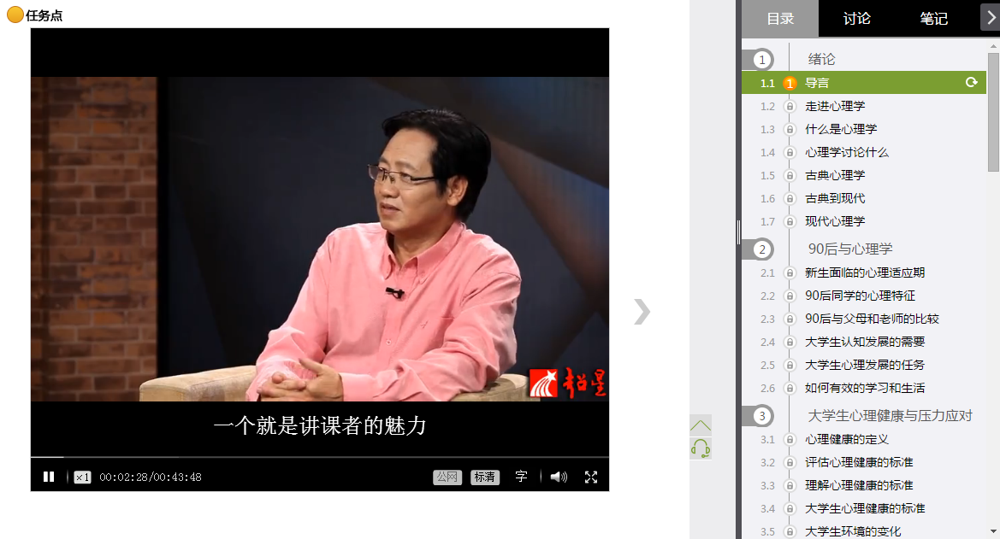 任务点
超星
一个就是讲课者的魅力
×1
00:02:28/00:43:48
公网
标清
字
目录
讨论
笔记
1 绪论
1.1 1 导言
1.2 走进心理学
1.3 什么是心理学
1.4 心理学讨论什么
1.5 古典心理学
1.6 古典到现代
1.7 现代心理学
2 90后与心理学
2.1 新生面临的心理适应期
2.2 90后同学的心理特征
2.3 90后与父母和老师的比较
2.4 大学生认知发展的需要
2.5 大学生心理发展的任务
2.6 如何有效的学习和生活
3 大学生心理健康与压力应对
3.1 心理健康的定义
3.2 评估心理健康的标准
3.3 理解心理健康的标准
3.4 大学生心理健康的标准
3.5 大学生环境的变化